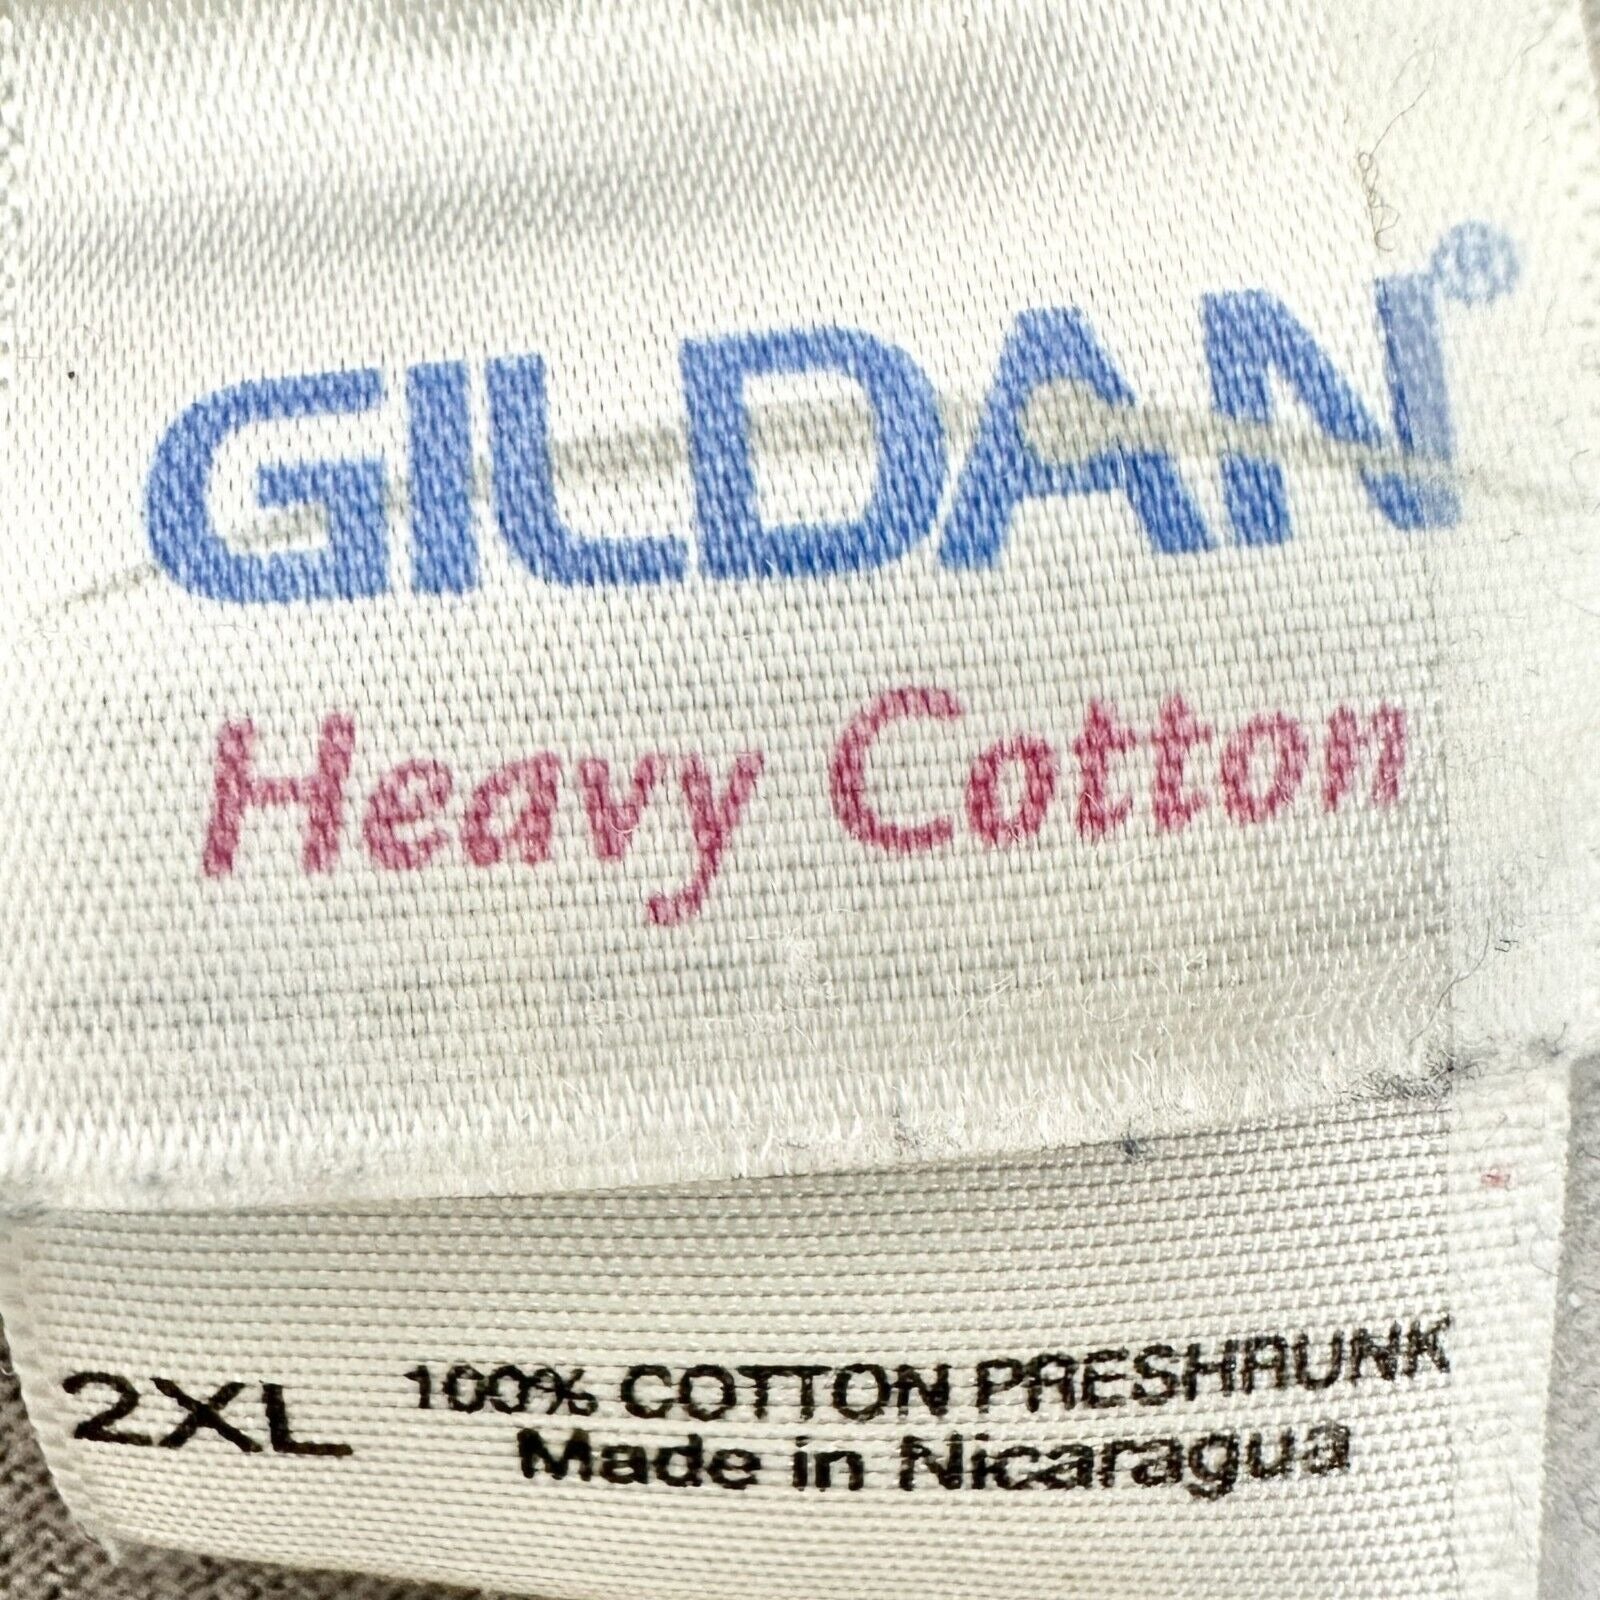 GILDAN®
Heavy Cotton
2XL 100% COTTON PRESHRUNK
Made in Nicaragua